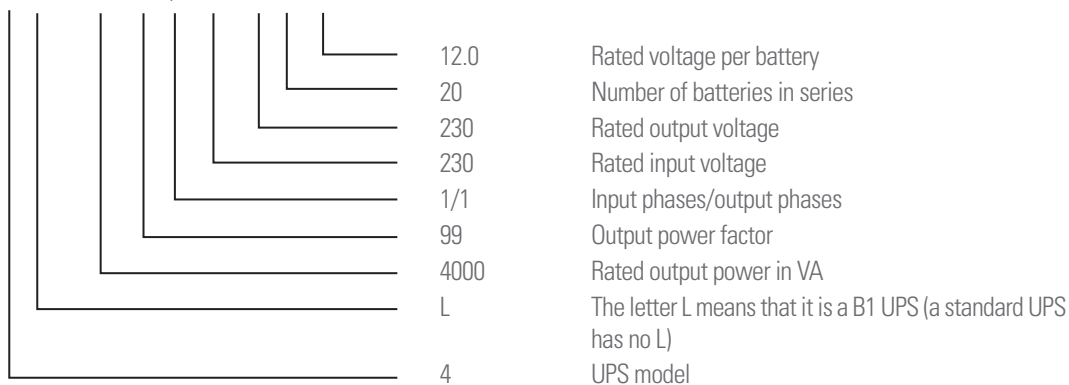 12.0 Rated voltage per battery
20 Number of batteries in series
230 Rated output voltage
230 Rated input voltage
1/1 Input phases/output phases
99 Output power factor
4000 Rated output power in VA
L The letter L means that it is a B1 UPS (a standard UPS
has no L)
4 UPS model